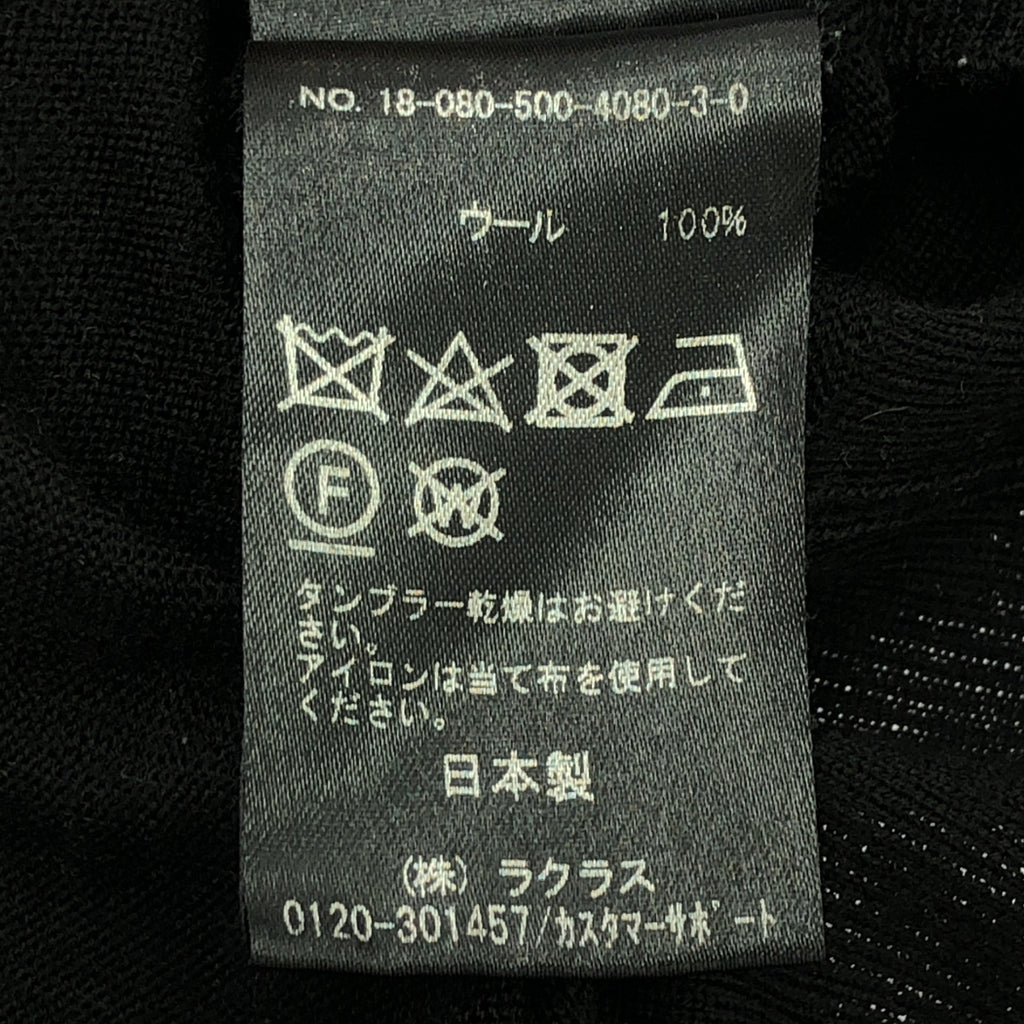 NO. 18-080-500-4080-3-0
ウール 100%
F
W
タンブラー乾燥はお避けくだ
さい。
アイロンは当て布を使用して
ください。
日本製
(株) ラクラス
0120-301457/カスタマーサポート